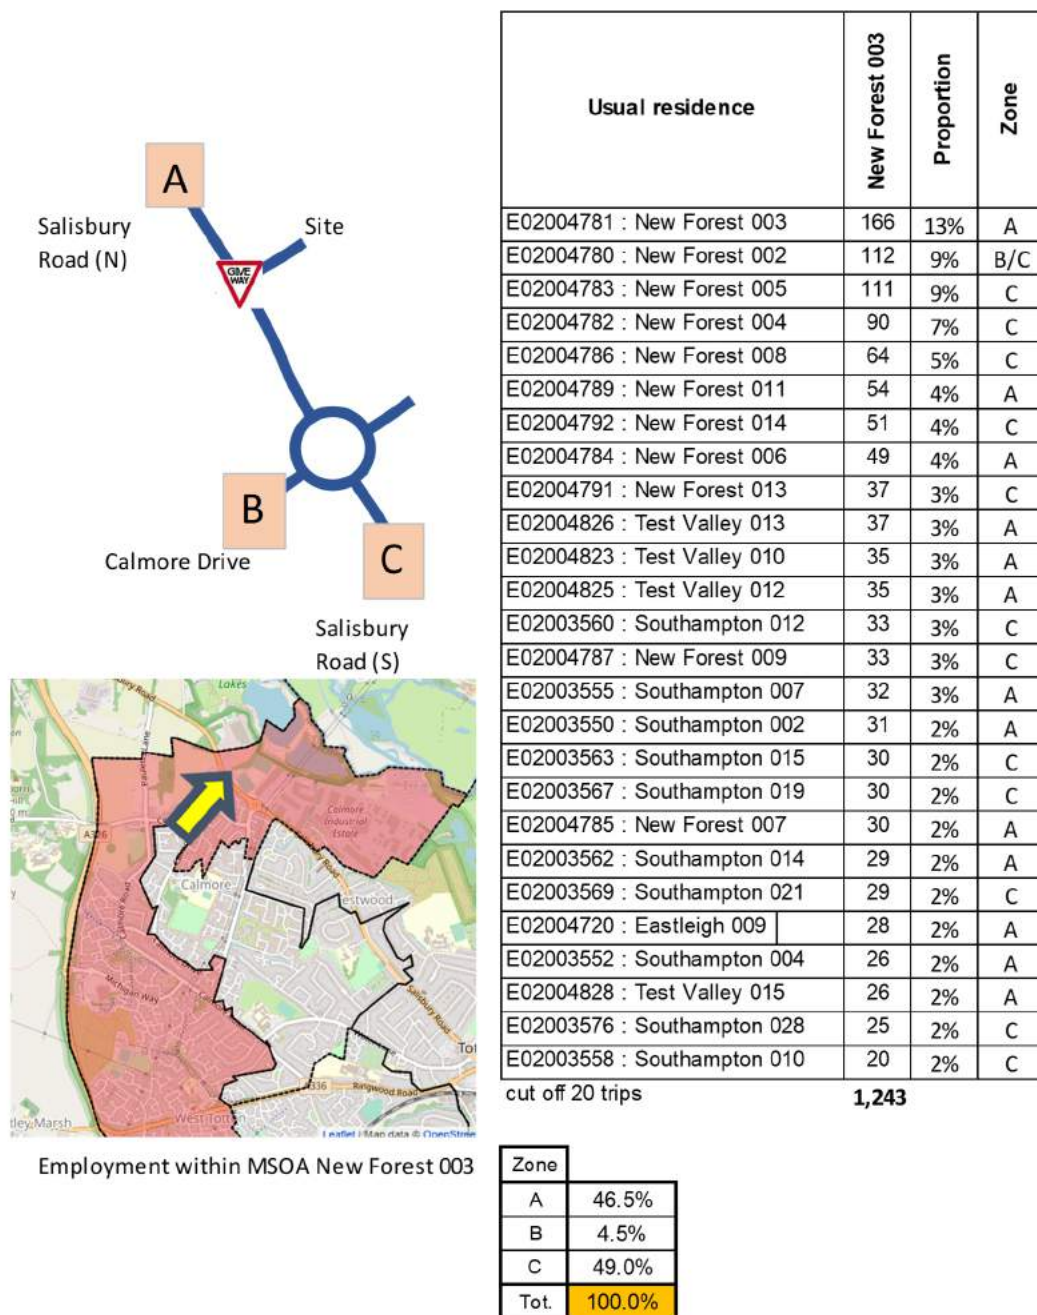 A
Salisbury
Road (N)
Site
GIVE
WAY
B
Calmore Drive
C
Salisbury
Road (S)
Lakes
A326
Calmore
Industrial
Estate
Calmore
Calmore Road
Michigan Way
Salisbury Road
West Totton
A336
Ringwood Road
tley Marsh
Leaflet | Map data © OpenStree
Employment within MSOA New Forest 003
Usual residence New Forest 003 Proportion Zone
E02004781 : New Forest 003 166 13% A
E02004780 : New Forest 002 112 9% B/C
E02004783 : New Forest 005 111 9% C
E02004782 : New Forest 004 90 7% C
E02004786 : New Forest 008 64 5% C
E02004789 : New Forest 011 54 4% A
E02004792 : New Forest 014 51 4% C
E02004784 : New Forest 006 49 4% A
E02004791 : New Forest 013 37 3% C
E02004826 : Test Valley 013 37 3% A
E02004823 : Test Valley 010 35 3% A
E02004825 : Test Valley 012 35 3% A
E02003560 : Southampton 012 33 3% C
E02004787 : New Forest 009 33 3% C
E02003555 : Southampton 007 32 3% A
E02003550 : Southampton 002 31 2% A
E02003563 : Southampton 015 30 2% C
E02003567 : Southampton 019 30 2% C
E02004785 : New Forest 007 30 2% A
E02003562 : Southampton 014 29 2% A
E02003569 : Southampton 021 29 2% C
E02004720 : Eastleigh 009 28 2% A
E02003552 : Southampton 004 26 2% A
E02004828 : Test Valley 015 26 2% A
E02003576 : Southampton 028 25 2% C
E02003558 : Southampton 010 20 2% C
cut off 20 trips 1,243
Zone
A 46.5%
B 4.5%
C 49.0%
Tot. 100.0%